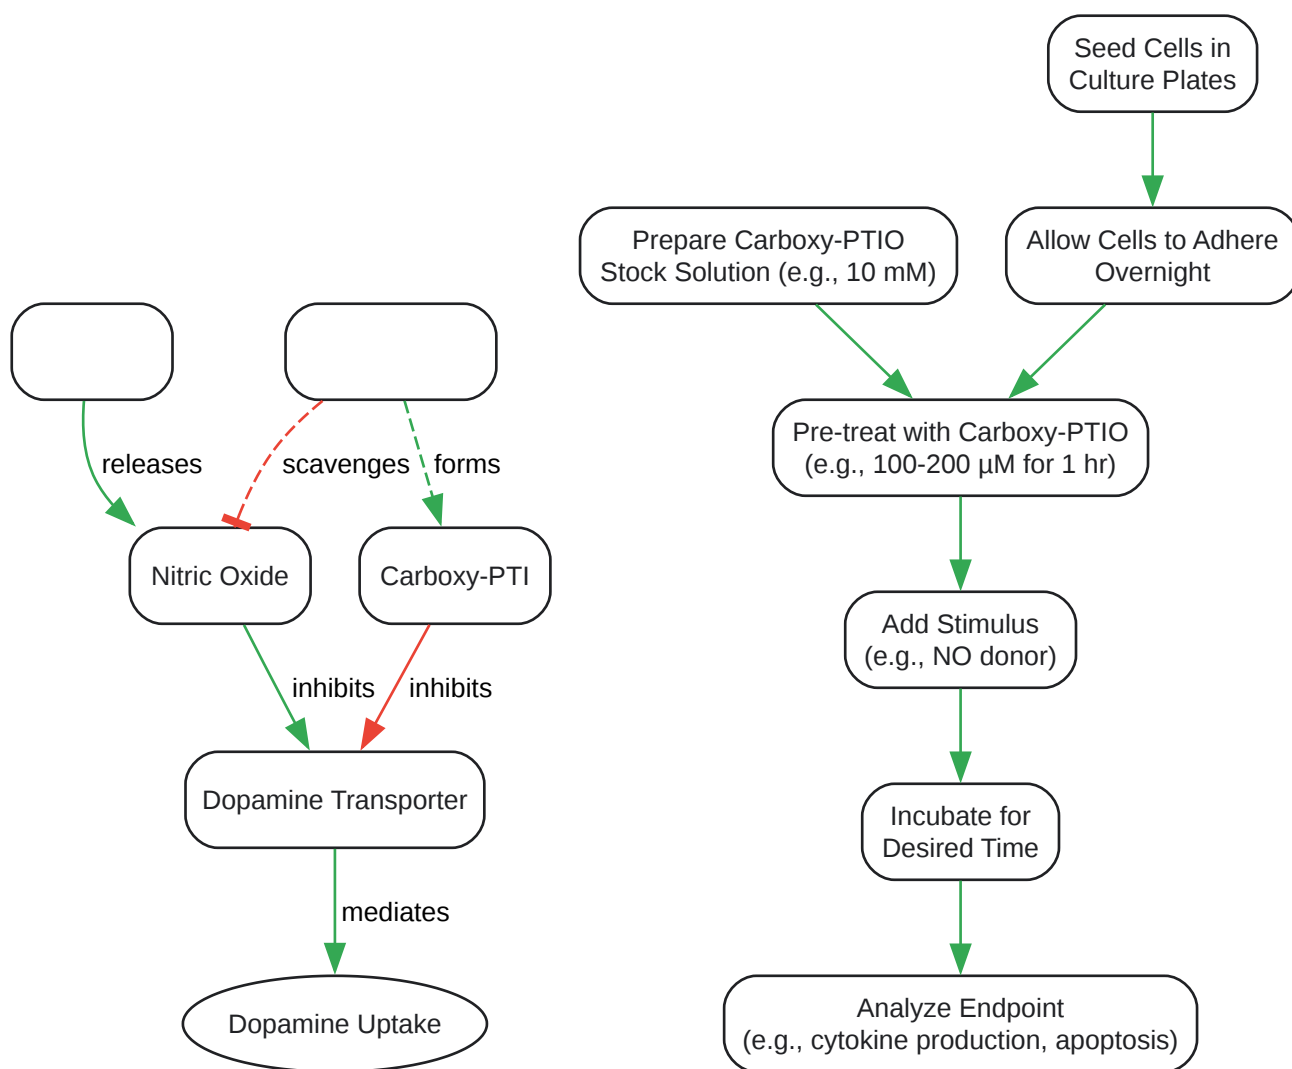 Seed Cells in
Culture Plates
Prepare Carboxy-PTIO
Stock Solution (e.g., 10 mM)
Allow Cells to Adhere
Overnight
releases
scavenges
forms
Pre-treat with Carboxy-PTIO
(e.g., 100-200 µM for 1 hr)
Nitric Oxide
Carboxy-PTI
Add Stimulus
(e.g., NO donor)
inhibits
inhibits
Dopamine Transporter
Incubate for
Desired Time
mediates
Dopamine Uptake
Analyze Endpoint
(e.g., cytokine production, apoptosis)